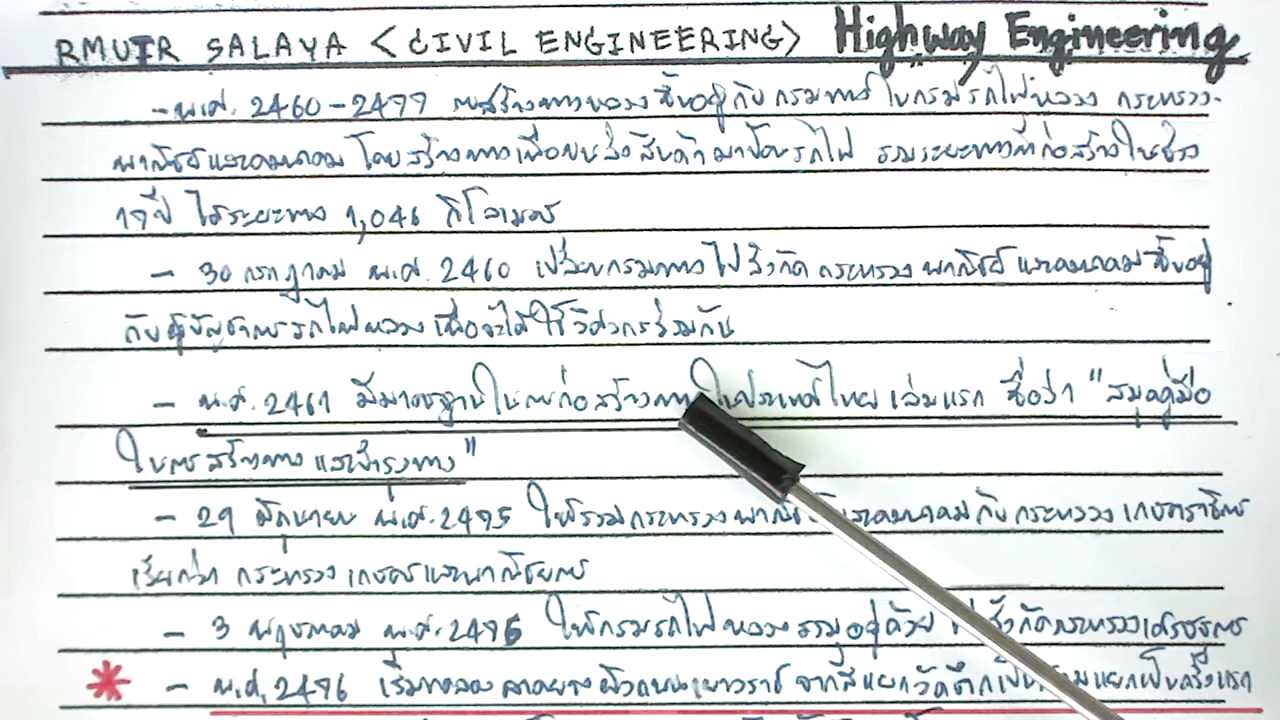 RMUTR SALAYA <CIVIL ENGINEERING> Highway Engineering
- พ.ศ. 2460-2477 การสร้างทางหลวง ขึ้นอยู่กับ กรมทาง ในกรมรถไฟหลวง กระทรวง-
พาณิชย์และคมนาคม โดยสร้างทางเพื่อขนส่งสินค้ามาป้อนรถไฟ รวมระยะทางที่ก่อสร้างในช่วง
17 ปี ได้ระยะทาง 1,046 กิโลเมตร
- 30 กรกฎาคม พ.ศ. 2460 เปลี่ยนกรมทาง ไปสังกัด กระทรวง พาณิชย์ และคมนาคม ขึ้นอยู่
กับผู้บัญชาการรถไฟหลวง เพื่อจะได้ใช้วิศวกรร่วมกัน
- พ.ศ. 2461 มีมาตรฐานในการก่อสร้างทางในประเทศไทย เล่มแรก ชื่อว่า "สมุดคู่มือ
ในการสร้างทาง และบำรุงทาง"
- 29 มิถุนายน พ.ศ. 2475 ให้รวมกระทรวงพาณิชย์และคมนาคม กับ กระทรวง เกษตราธิการ
เรียกว่า กระทรวง เกษตรและพาณิชยการ
- 3 พฤษภาคม พ.ศ. 2476 ให้กรมรถไฟหลวง รวมอยู่ด้วย สังกัดกระทรวงเศรษฐการ
* - พ.ศ. 2476 เริ่มทดลอง ลาดยาง ผิวถนนเยาวราช จากสี่แยกวัดตึก แยกเป็นครั้งแรก